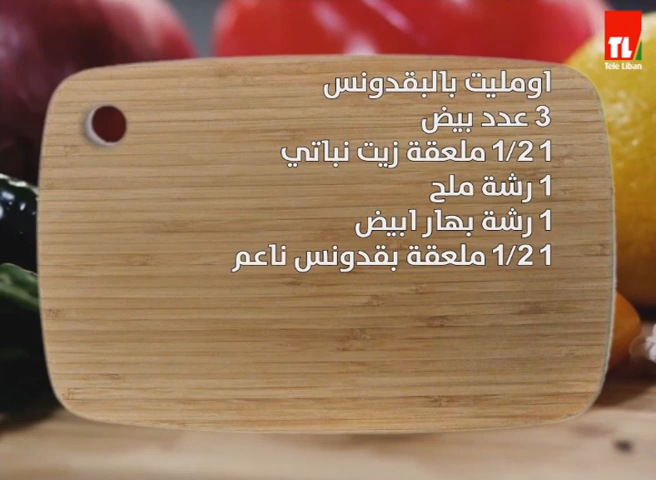 اومليت بالبقدونس
3 عدد بيض
1 1/2 ملعقة زيت نباتي
1 رشة ملح
1 رشة بهار ابيض
1 1/2 ملعقة بقدونس ناعم
TL
Télé Liban